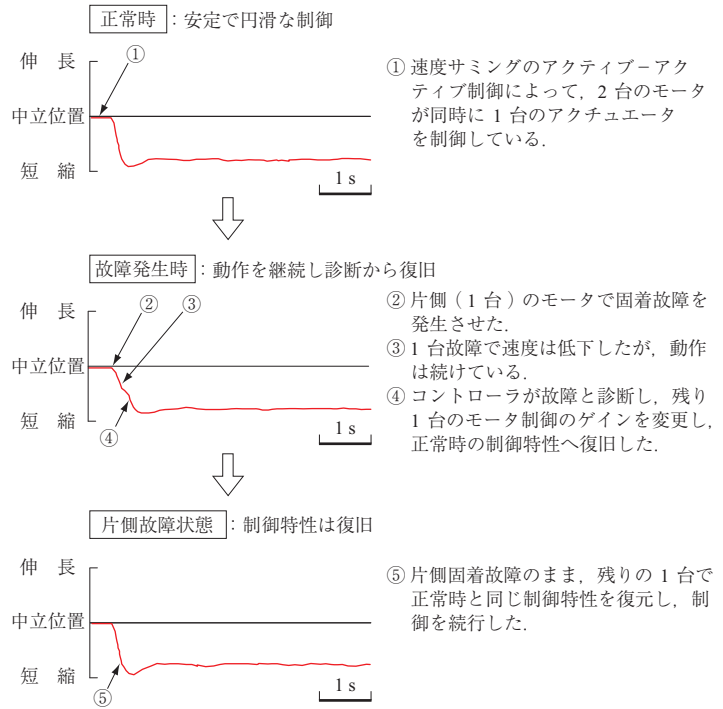 正常時：安定で円滑な制御
①
伸　長
中立位置
短　縮
1 s
① 速度サミングのアクティブ－アク
ティブ制御によって，2 台のモータ
が同時に 1 台のアクチュエータ
を制御している．
故障発生時：動作を継続し診断から復旧
② ③
伸　長
中立位置
短　縮
④
1 s
② 片側（ 1 台 ）のモータで固着故障を
発生させた．
③ 1 台故障で速度は低下したが，動作
は続けている．
④ コントローラが故障と診断し，残り
1 台のモータ制御のゲインを変更し，
正常時の制御特性へ復旧した．
片側故障状態：制御特性は復旧
伸　長
中立位置
短　縮
⑤
1 s
⑤ 片側固着故障のまま，残りの 1 台で
正常時と同じ制御特性を復元し，制
御を続行した．